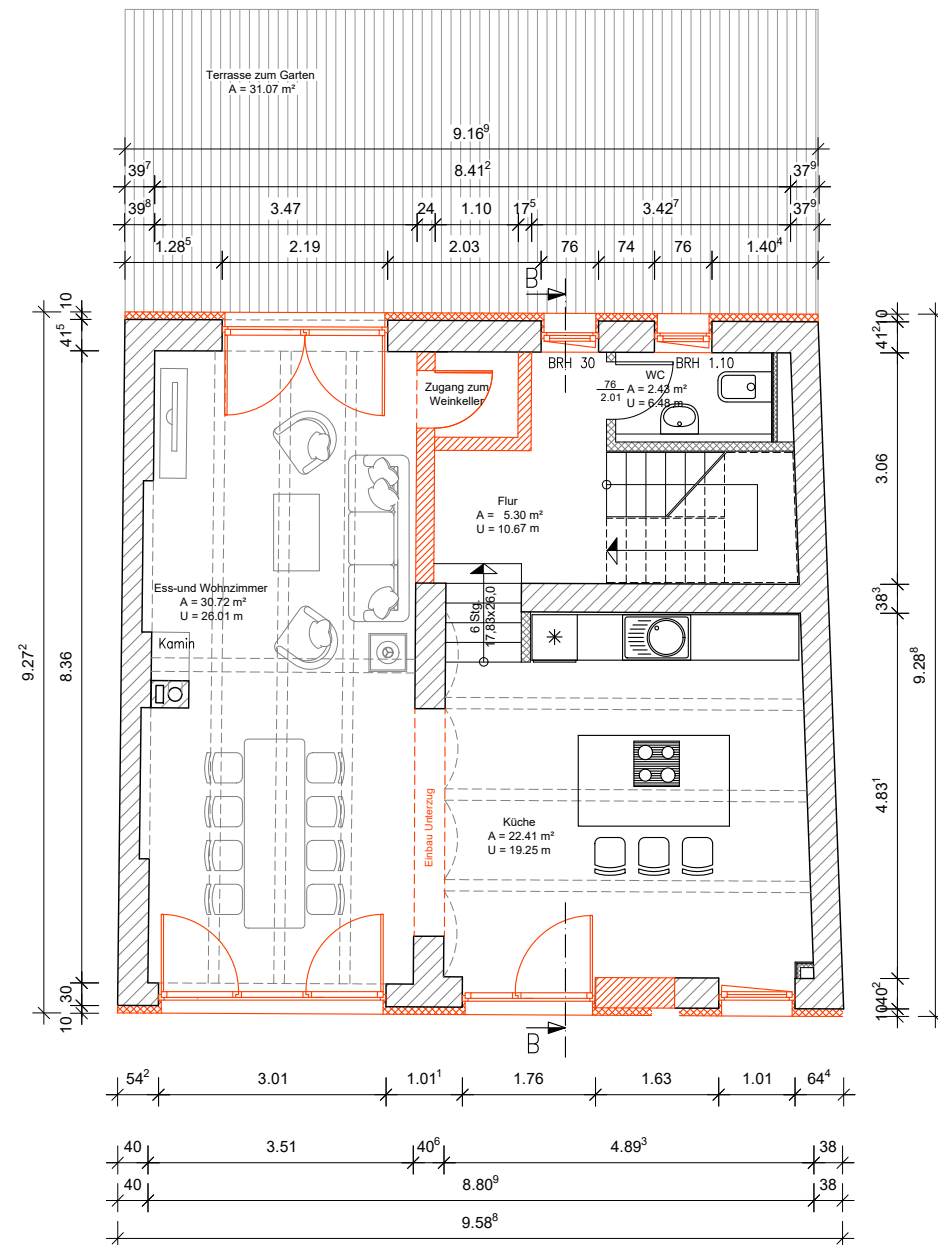 Terrasse zum Garten
A = 31.07 m²
9.16⁹
39⁷ 8.41² 37⁹
39⁸ 3.47 24 1.10 17⁵ 3.42⁷ 37⁹
1.28⁵ 2.19 2.03 76 74 76 1.40⁴
B
10
41⁵
8.36
30
10
9.27²
10
41²
3.06
38³
4.83¹
40²
10
9.28⁸
BRH 30
BRH 1.10
WC
76
2.01
A = 2.43 m²
U = 6.48 m
Zugang zum
Weinkeller
Flur
A = 5.30 m²
U = 10.67 m
Ess-und Wohnzimmer
A = 30.72 m²
U = 26.01 m
Kamin
6 Stg.
17,83x26,0
Einbau Unterzug
Küche
A = 22.41 m²
U = 19.25 m
B
54² 3.01 1.01¹ 1.76 1.63 1.01 64⁴
40 3.51 40⁶ 4.89³ 38
40 8.80⁹ 38
9.58⁸